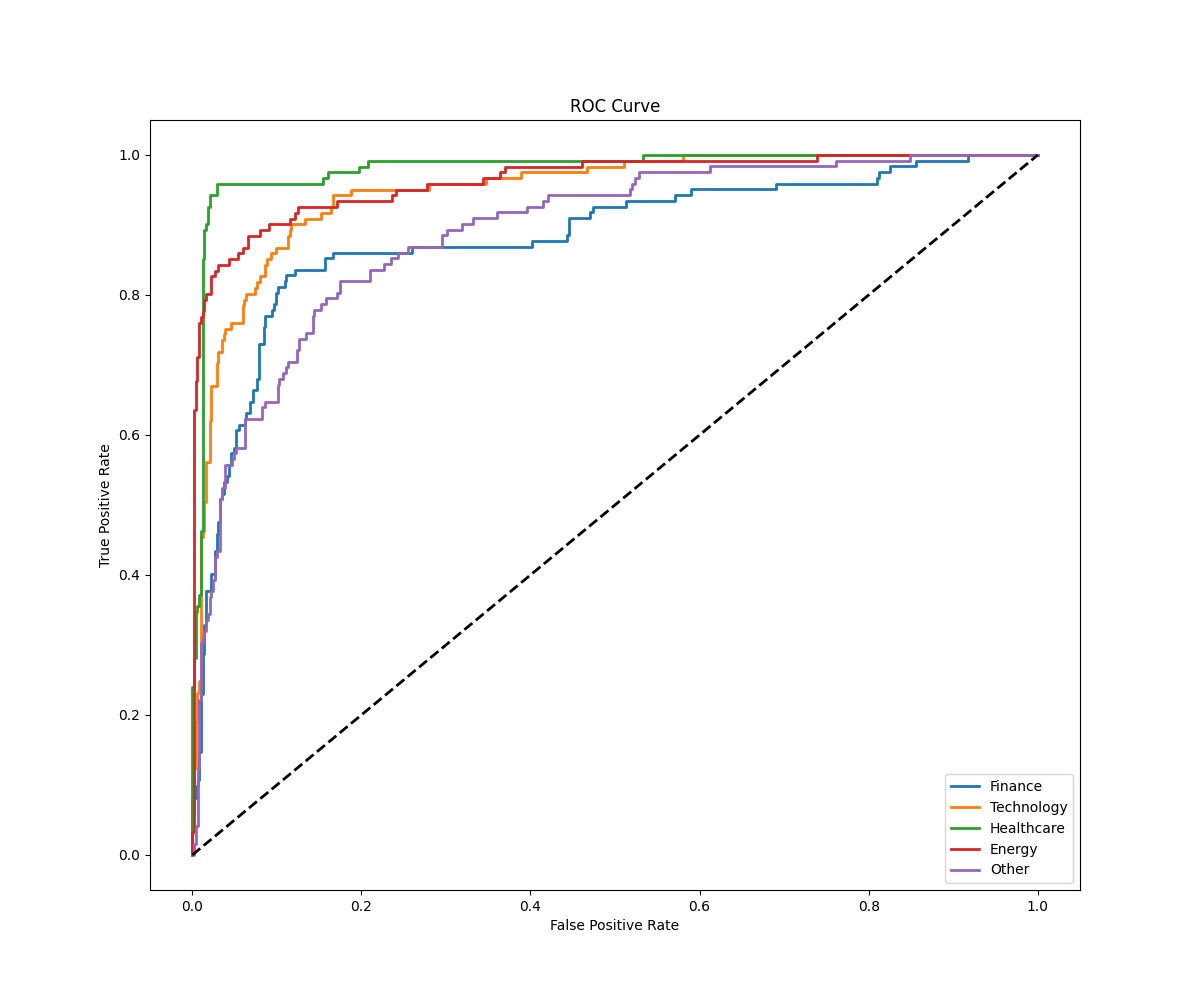 ROC Curve
True Positive Rate
1.0
0.8
0.6
0.4
0.2
0.0
0.0 0.2 0.4 0.6 0.8 1.0
False Positive Rate
Finance
Technology
Healthcare
Energy
Other